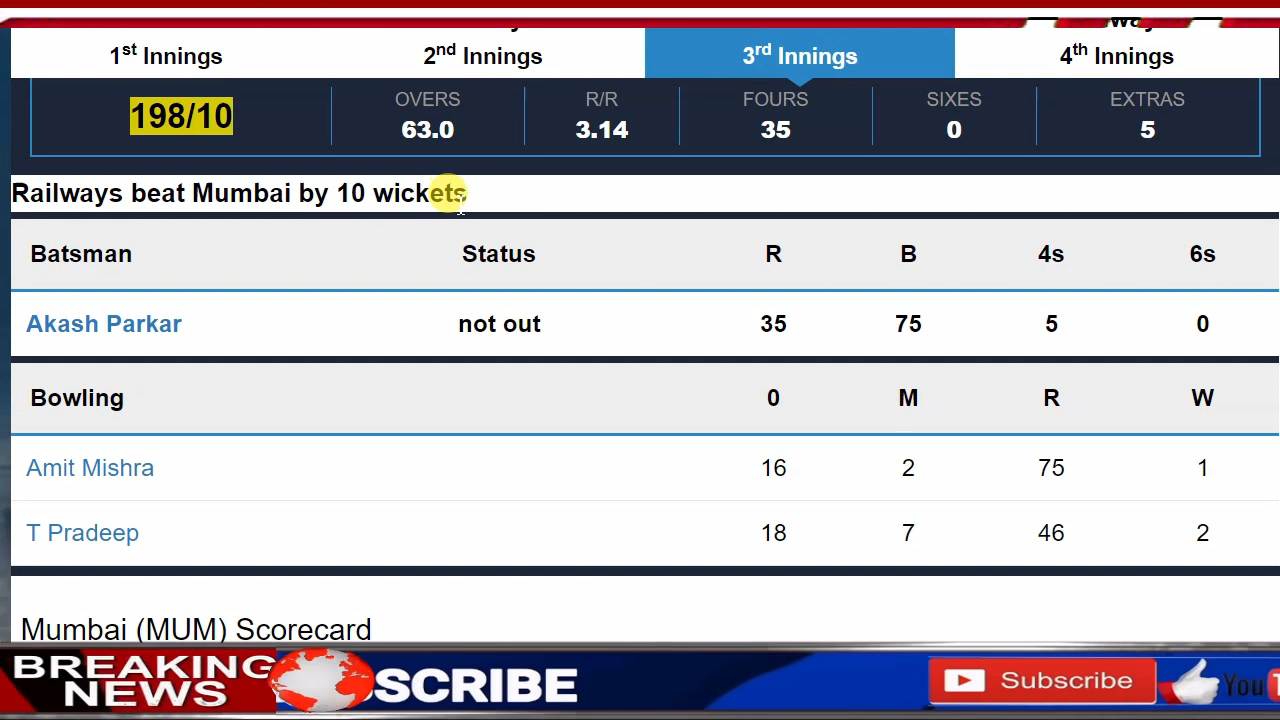 1st Innings 2nd Innings 3rd Innings 4th Innings
198/10 OVERS R/R FOURS SIXES EXTRAS
63.0 3.14 35 0 5
Railways beat Mumbai by 10 wickets
Batsman Status R B 4s 6s
Akash Parkar not out 35 75 5 0
Bowling 0 M R W
Amit Mishra 16 2 75 1
T Pradeep 18 7 46 2
Mumbai (MUM) Scorecard
BREAKING
NEWS
SCRIBE
Subscribe
You